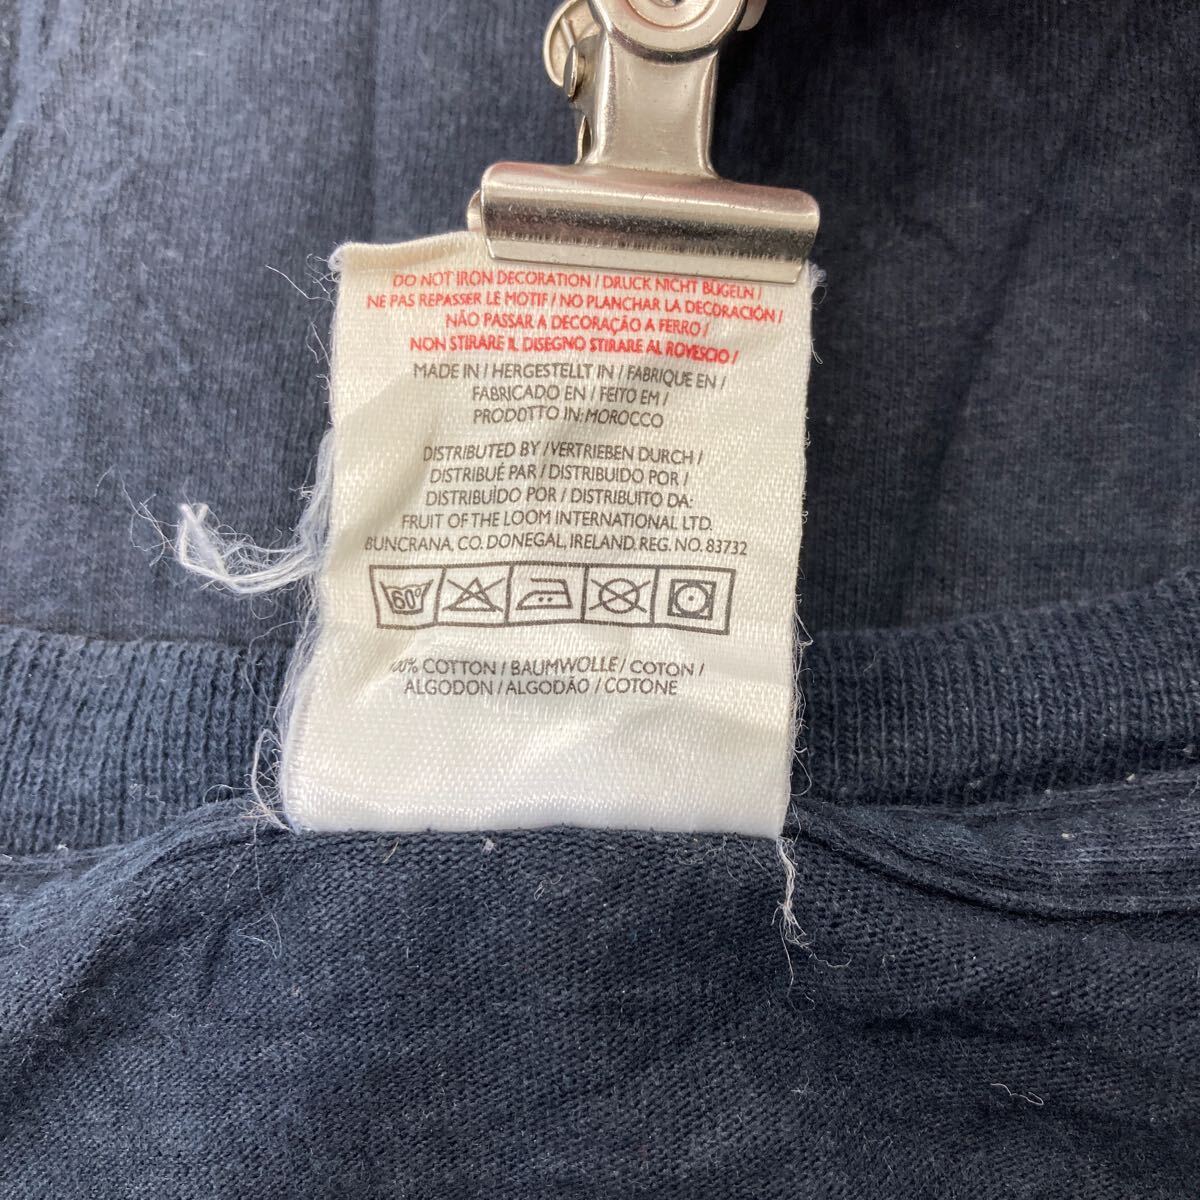 DO NOT IRON DECORATION / DRUCK NICHT BÜGELN /
NE PAS REPASSER LE MOTIF / NO PLANCHAR LA DECORACIÓN /
NÃO PASSAR A DECORAÇÃO A FERRO /
NON STIRARE IL DISEGNO STIRARE AL ROVESCIO /
MADE IN / HERGESTELLT IN / FABRIQUE EN /
FABRICADO EN / FEITO EM /
PRODOTTO IN: MOROCCO
DISTRIBUTED BY / VERTRIEBEN DURCH /
DISTRIBUÉ PAR / DISTRIBUIDO POR /
DISTRIBUÍDO POR / DISTRIBUITO DA:
FRUIT OF THE LOOM INTERNATIONAL LTD.
BUNCRANA, CO. DONEGAL, IRELAND. REG. NO. 83732
60°
100% COTTON / BAUMWOLLE / COTON /
ALGODON / ALGODÃO / COTONE